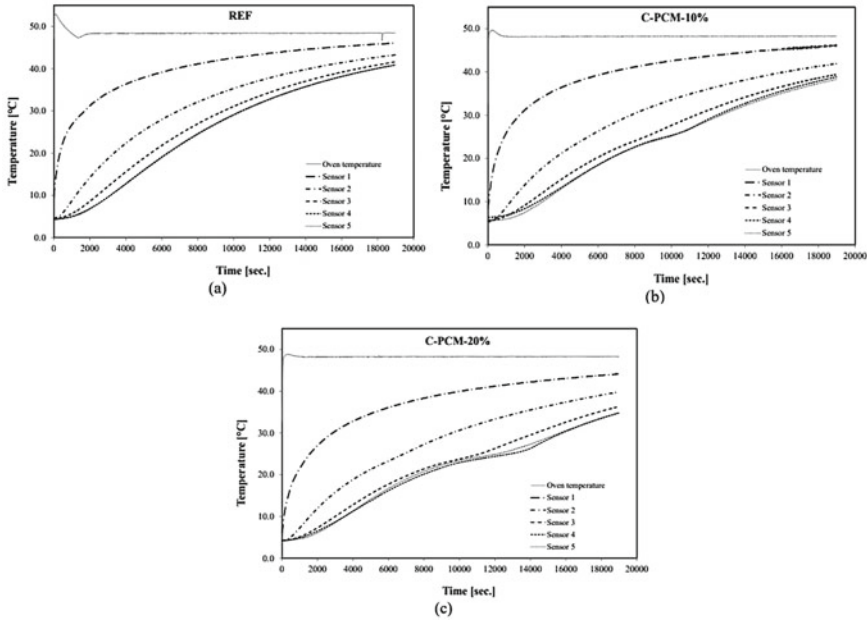 REF
Temperature [°C]
50.0
40.0
30.0
20.0
10.0
0.0
Oven temperature
Sensor 1
Sensor 2
Sensor 3
Sensor 4
Sensor 5
0 2000 4000 6000 8000 10000 12000 14000 16000 18000 20000
Time [sec.]
(a)
C-PCM-10%
Temperature [°C]
50.0
40.0
30.0
20.0
10.0
0.0
Oven temperature
Sensor 1
Sensor 2
Sensor 3
Sensor 4
Sensor 5
0 2000 4000 6000 8000 10000 12000 14000 16000 18000 20000
Time [sec.]
(b)
C-PCM-20%
Temperature [°C]
50.0
40.0
30.0
20.0
10.0
0.0
Oven temperature
Sensor 1
Sensor 2
Sensor 3
Sensor 4
Sensor 5
0 2000 4000 6000 8000 10000 12000 14000 16000 18000 20000
Time [sec.]
(c)